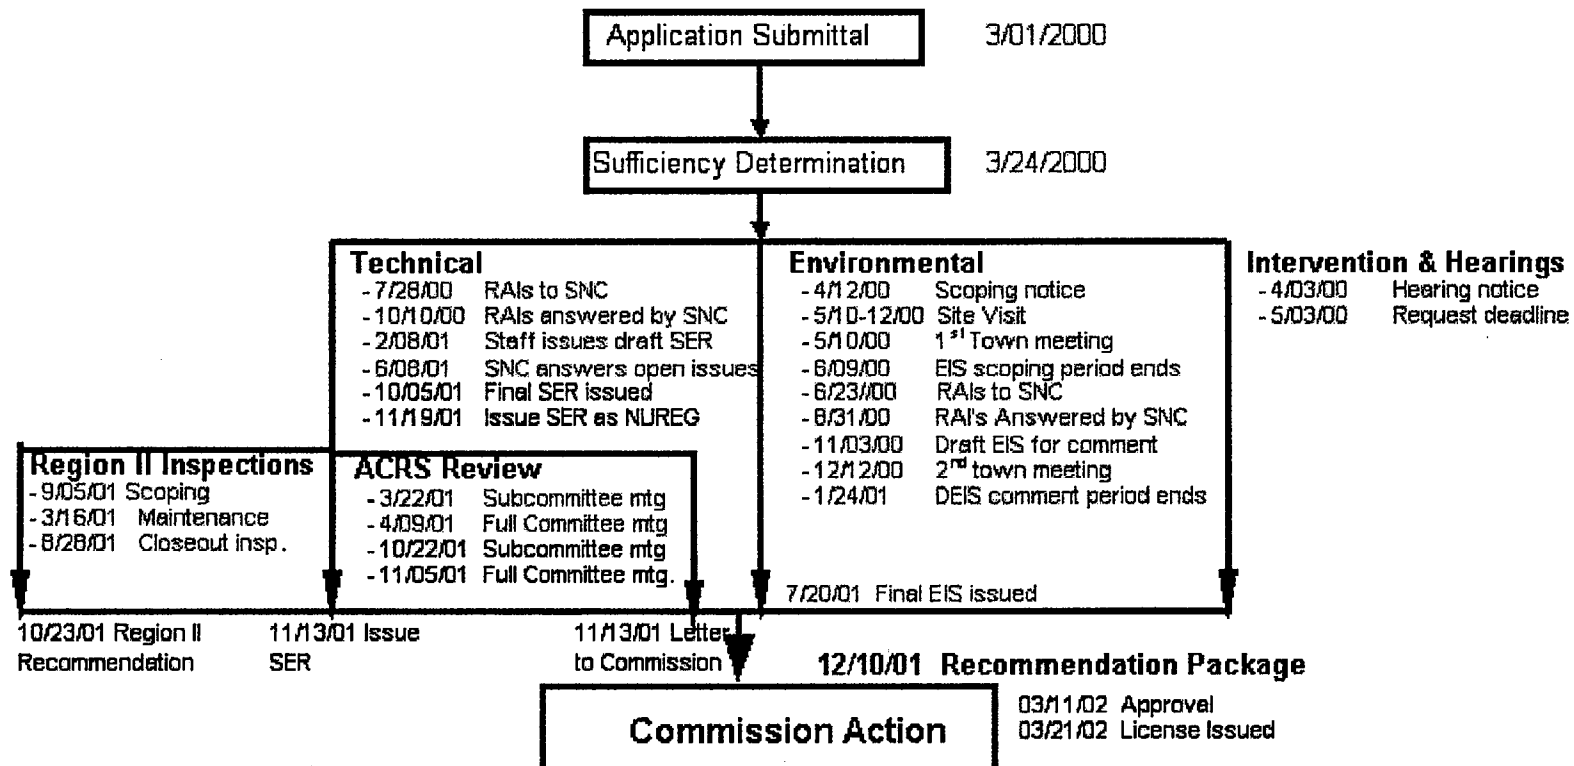 Application Submittal 3/01/2000
Sufficiency Determination 3/24/2000
Technical
- 7/28/00 RAIs to SNC
- 10/10/00 RAIs answered by SNC
- 2/08/01 Staff issues draft SER
- 6/08/01 SNC answers open issues
- 10/05/01 Final SER issued
- 11/19/01 Issue SER as NUREG
Environmental
- 4/12/00 Scoping notice
- 5/10-12/00 Site Visit
- 5/10/00 1st Town meeting
- 6/09/00 EIS scoping period ends
- 6/23//00 RAIs to SNC
- 8/31/00 RAI's Answered by SNC
- 11/03/00 Draft EIS for comment
- 12/12/00 2nd town meeting
- 1/24/01 DEIS comment period ends
Intervention & Hearings
- 4/03/00 Hearing notice
- 5/03/00 Request deadline
Region II Inspections
- 9/05/01 Scoping
- 3/16/01 Maintenance
- 8/28/01 Closeout insp.
ACRS Review
- 3/22/01 Subcommittee mtg
- 4/09/01 Full Committee mtg
- 10/22/01 Subcommittee mtg
- 11/05/01 Full Committee mtg.
7/20/01 Final EIS issued
10/23/01 Region II
Recommendation
11/13/01 Issue
SER
11/13/01 Letter
to Commission
12/10/01 Recommendation Package
Commission Action
03/11/02 Approval
03/21/02 License Issued